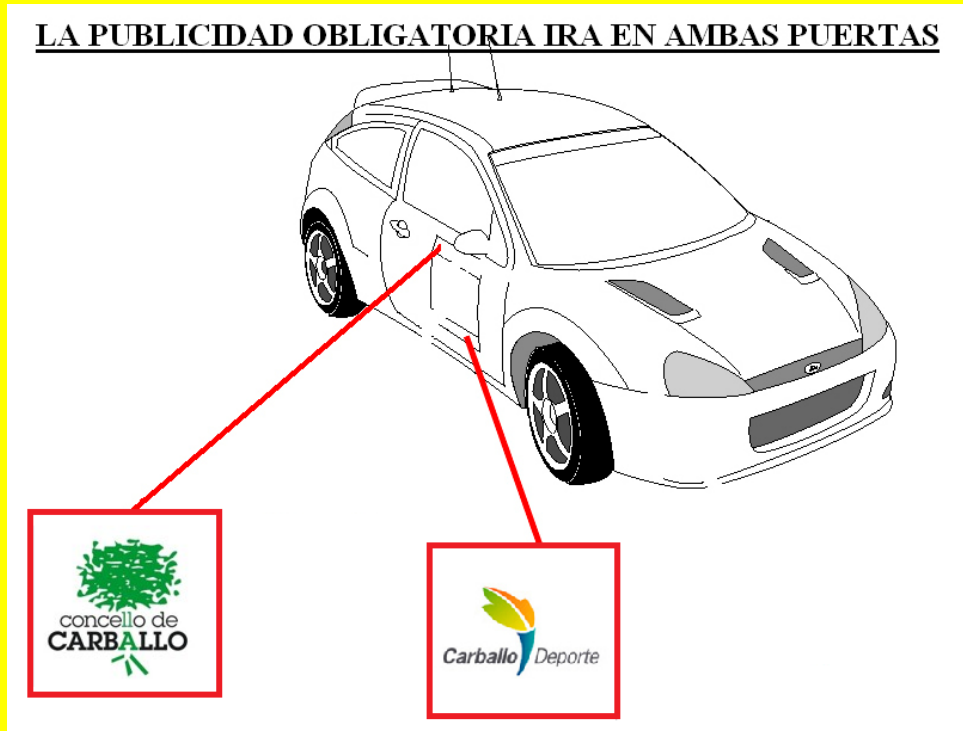 LA PUBLICIDAD OBLIGATORIA IRA EN AMBAS PUERTAS
concello de
CARBALLO
Carballo Deporte